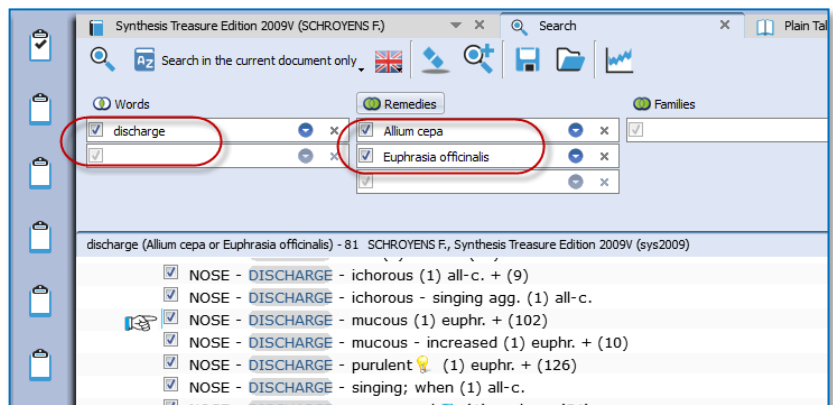 Synthesis Treasure Edition 2009V (SCHROYENS F.)
Search
Plain Tal
AZ Search in the current document only
Words
Remedies
Families
discharge
Allium cepa
Euphrasia officinalis
discharge (Allium cepa or Euphrasia officinalis) - 81 SCHROYENS F., Synthesis Treasure Edition 2009V (sys2009)
NOSE - DISCHARGE - ichorous (1) all-c. + (9)
NOSE - DISCHARGE - ichorous - singing agg. (1) all-c.
NOSE - DISCHARGE - mucous (1) euphr. + (102)
NOSE - DISCHARGE - mucous - increased (1) euphr. + (10)
NOSE - DISCHARGE - purulent (1) euphr. + (126)
NOSE - DISCHARGE - singing; when (1) all-c.